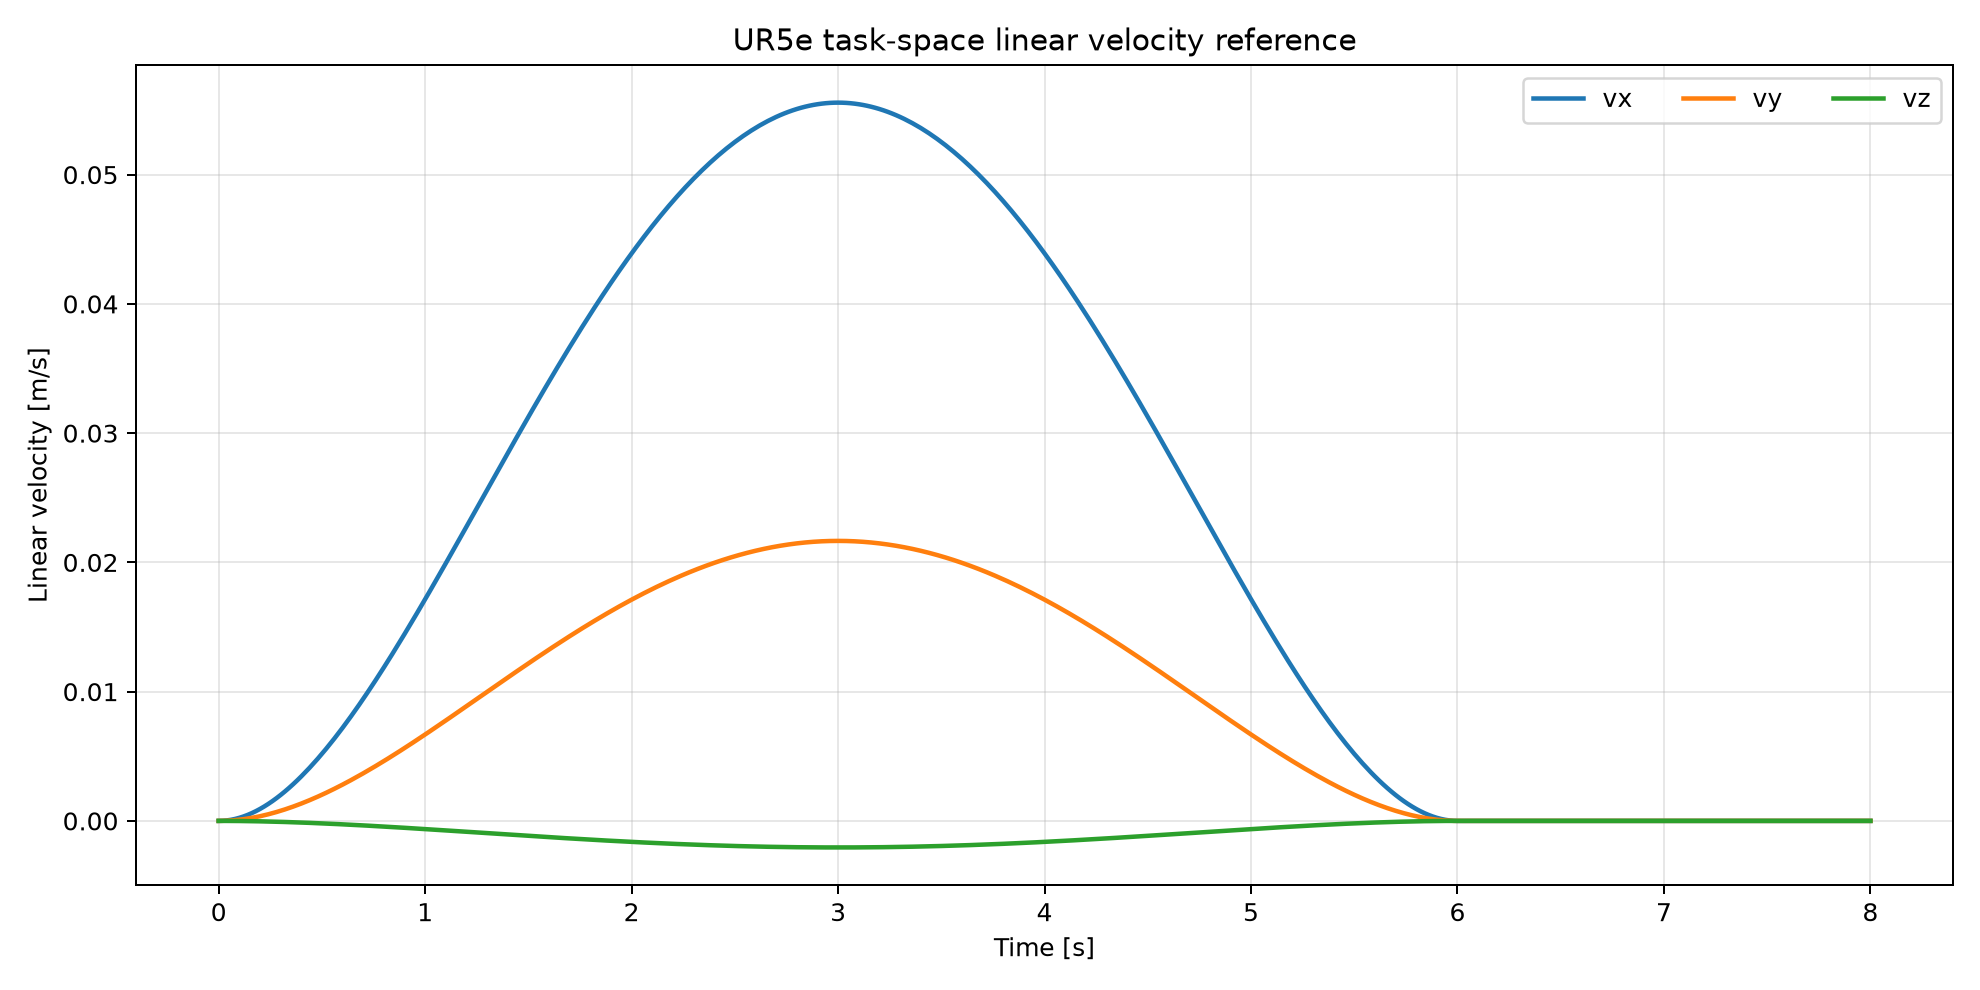 UR5e task-space linear velocity reference
vx vy vz
Linear velocity [m/s]
0.05
0.04
0.03
0.02
0.01
0.00
0 1 2 3 4 5 6 7 8
Time [s]